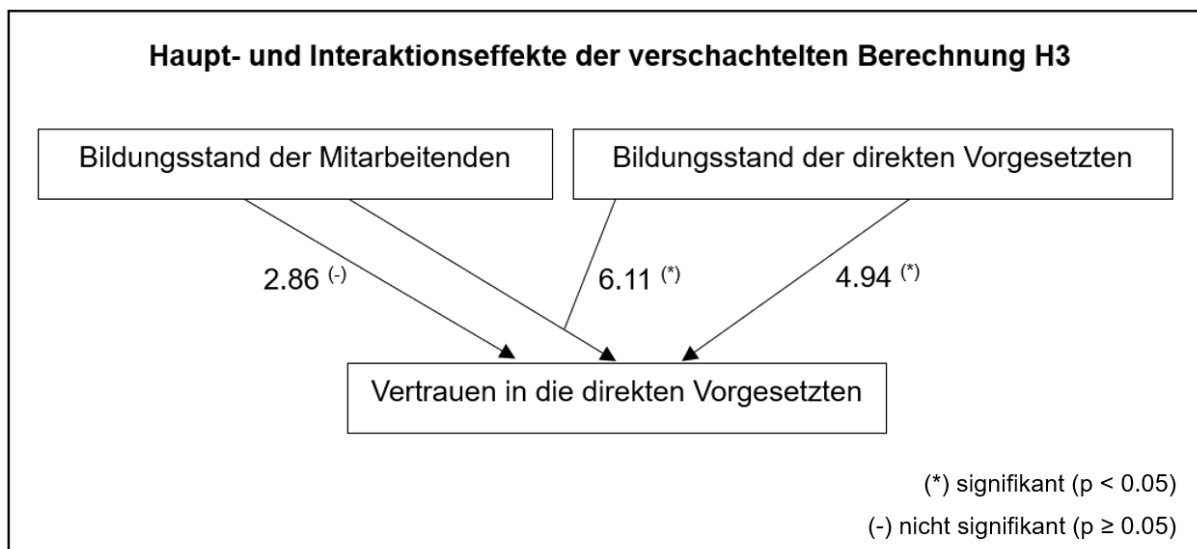 Haupt- und Interaktionseffekte der verschachtelten Berechnung H3
Bildungsstand der Mitarbeitenden
Bildungsstand der direkten Vorgesetzten
2.86 (-)
6.11 (*)
4.94 (*)
Vertrauen in die direkten Vorgesetzten
(*) signifikant (p < 0.05)
(-) nicht signifikant (p ≥ 0.05)